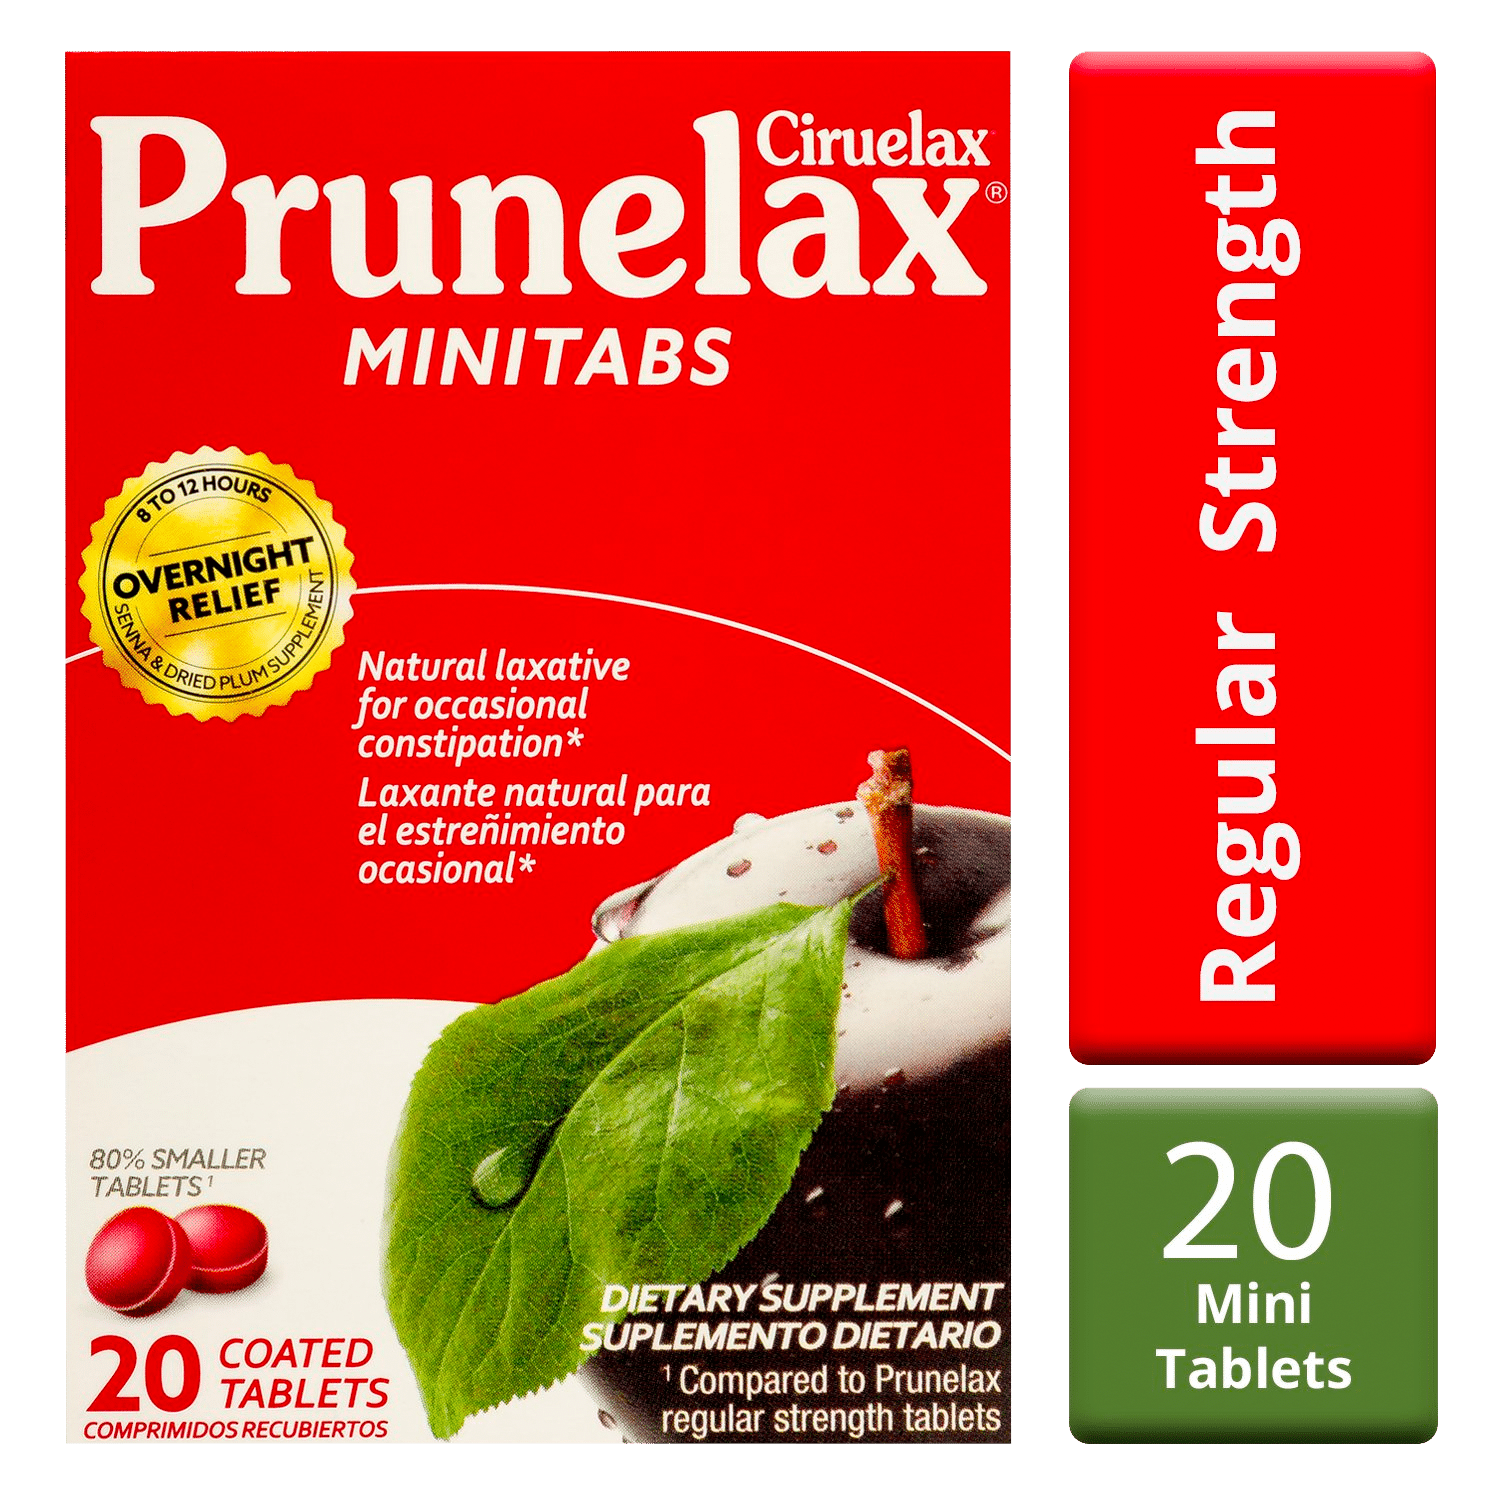 Ciruelax
Prunelax®
MINITABS
8 TO 12 HOURS
OVERNIGHT
RELIEF
SENNA & DRIED PLUM SUPPLEMENT
Natural laxative
for occasional
constipation*
Laxante natural para
el estreñimiento
ocasional*
80% SMALLER
TABLETS¹
20 COATED
TABLETS
COMPRIMIDOS RECUBIERTOS
DIETARY SUPPLEMENT
SUPLEMENTO DIETARIO
¹ Compared to Prunelax
regular strength tablets
Regular Strength
20
Mini
Tablets